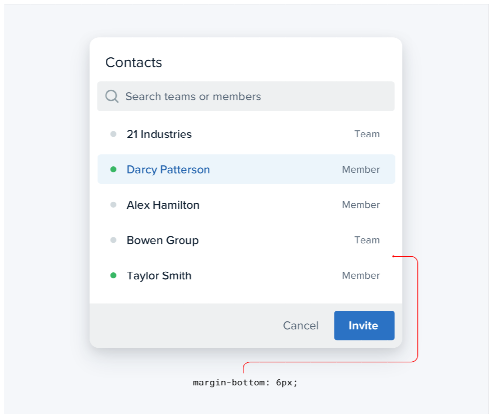 Contacts
Search teams or members
21 Industries Team
Darcy Patterson Member
Alex Hamilton Member
Bowen Group Team
Taylor Smith Member
Cancel Invite
margin-bottom: 6px;